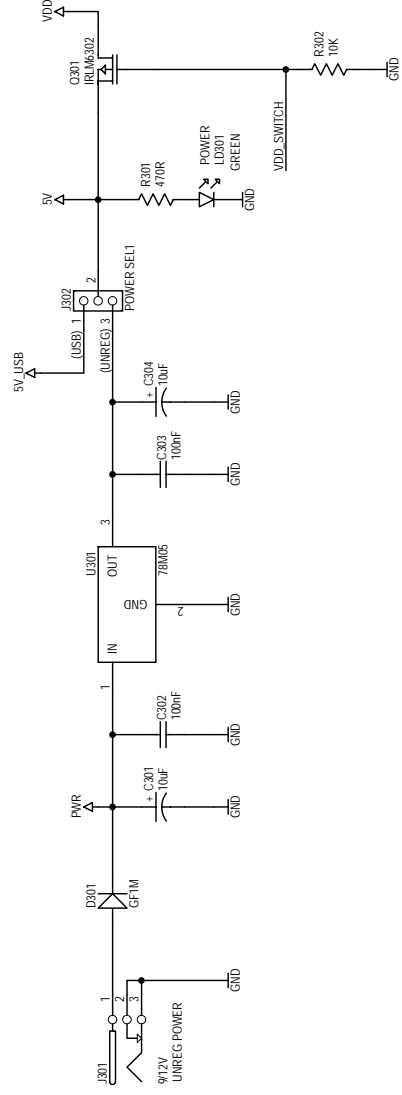 J301
9/12V
UNREG POWER
1
2
3
GND
D301
GF1M
PWR
+ C301
10uF
GND
C302
100nF
GND
1
U301
IN
OUT
GND
78M05
2
GND
3
C303
100nF
GND
+ C304
10uF
GND
5V_USB
(USB)
1
(UNREG)
3
J302
2
POWER SEL1
5V
R301
470R
POWER
LD301
GREEN
GND
Q301
IRLM6302
VDD
VDD_SWITCH
R302
10K
GND